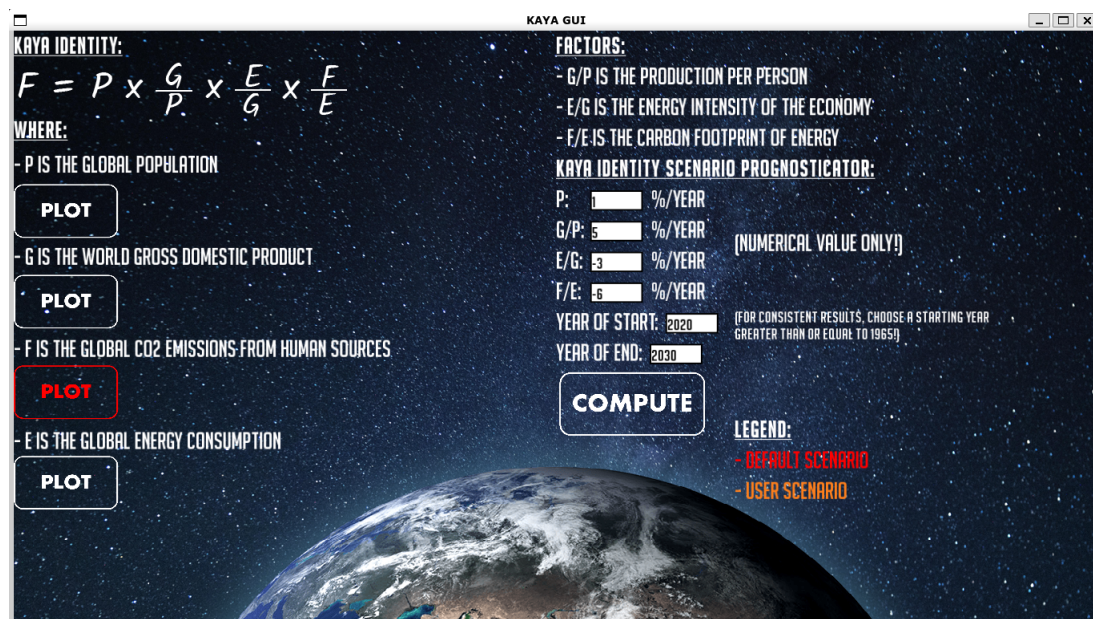 KAYA GUI
KAYA IDENTITY:
F = P x G/P x E/G x F/E
WHERE:
- P IS THE GLOBAL POPULATION
PLOT
- G IS THE WORLD GROSS DOMESTIC PRODUCT
PLOT
- F IS THE GLOBAL CO2 EMISSIONS FROM HUMAN SOURCES
PLOT
- E IS THE GLOBAL ENERGY CONSUMPTION
PLOT
FACTORS:
- G/P IS THE PRODUCTION PER PERSON
- E/G IS THE ENERGY INTENSITY OF THE ECONOMY
- F/E IS THE CARBON FOOTPRINT OF ENERGY
KAYA IDENTITY SCENARIO PROGNOSTICATOR:
P: 1 %/YEAR
G/P: 5 %/YEAR
E/G: -3 %/YEAR
F/E: -6 %/YEAR
(NUMERICAL VALUE ONLY!)
YEAR OF START: 2020
(FOR CONSISTENT RESULTS, CHOOSE A STARTING YEAR
GREATER THAN OR EQUAL TO 1965!)
YEAR OF END: 2030
COMPUTE
LEGEND:
- DEFAULT SCENARIO
- USER SCENARIO